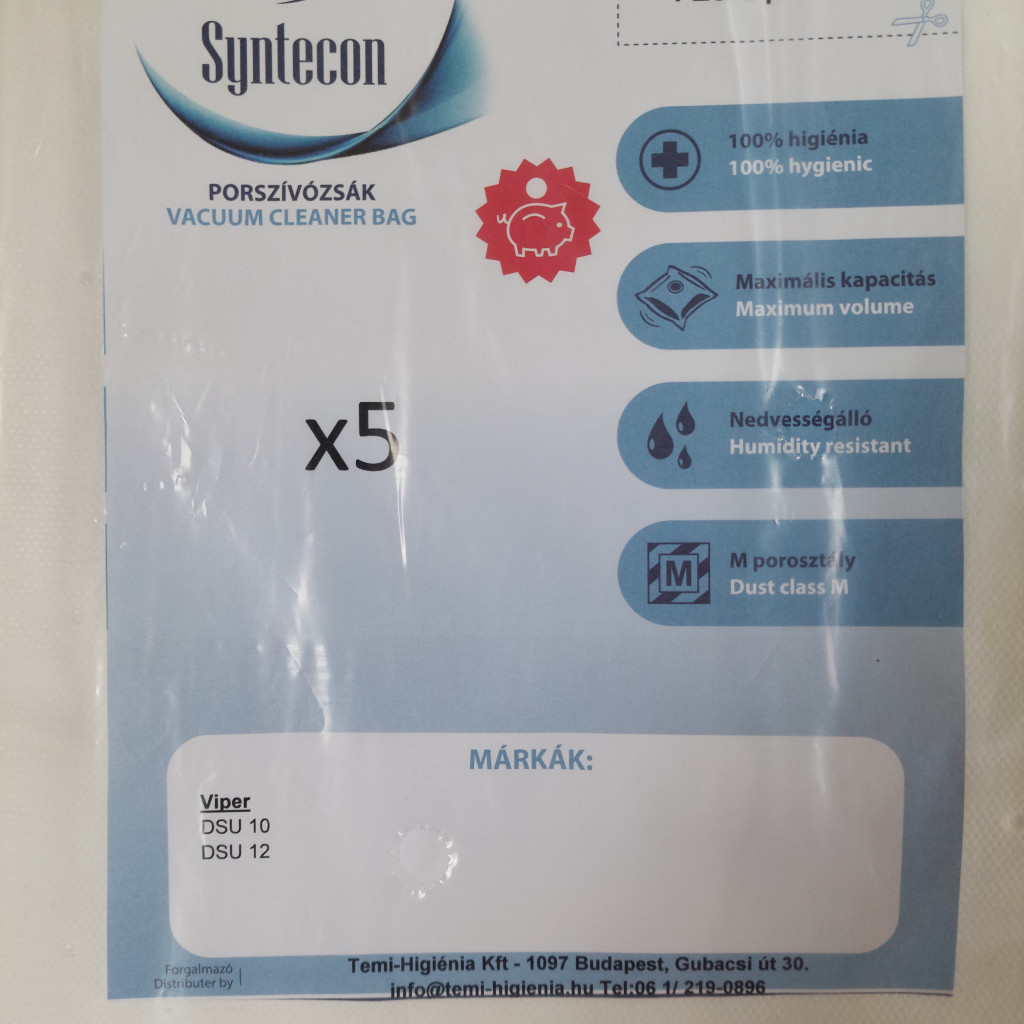 Syntecon
PORSZÍVÓZSÁK
VACUUM CLEANER BAG
100% higiénia
100% hygienic
Maximális kapacitás
Maximum volume
x5
Nedvességálló
Humidity resistant
M
M porosztály
Dust class M
MÁRKÁK:
Viper
DSU 10
DSU 12
Forgalmazó
Distributer by
Temi-Higiénia Kft - 1097 Budapest, Gubacsi út 30.
info@temi-higienia.hu Tel:06 1/ 219-0896